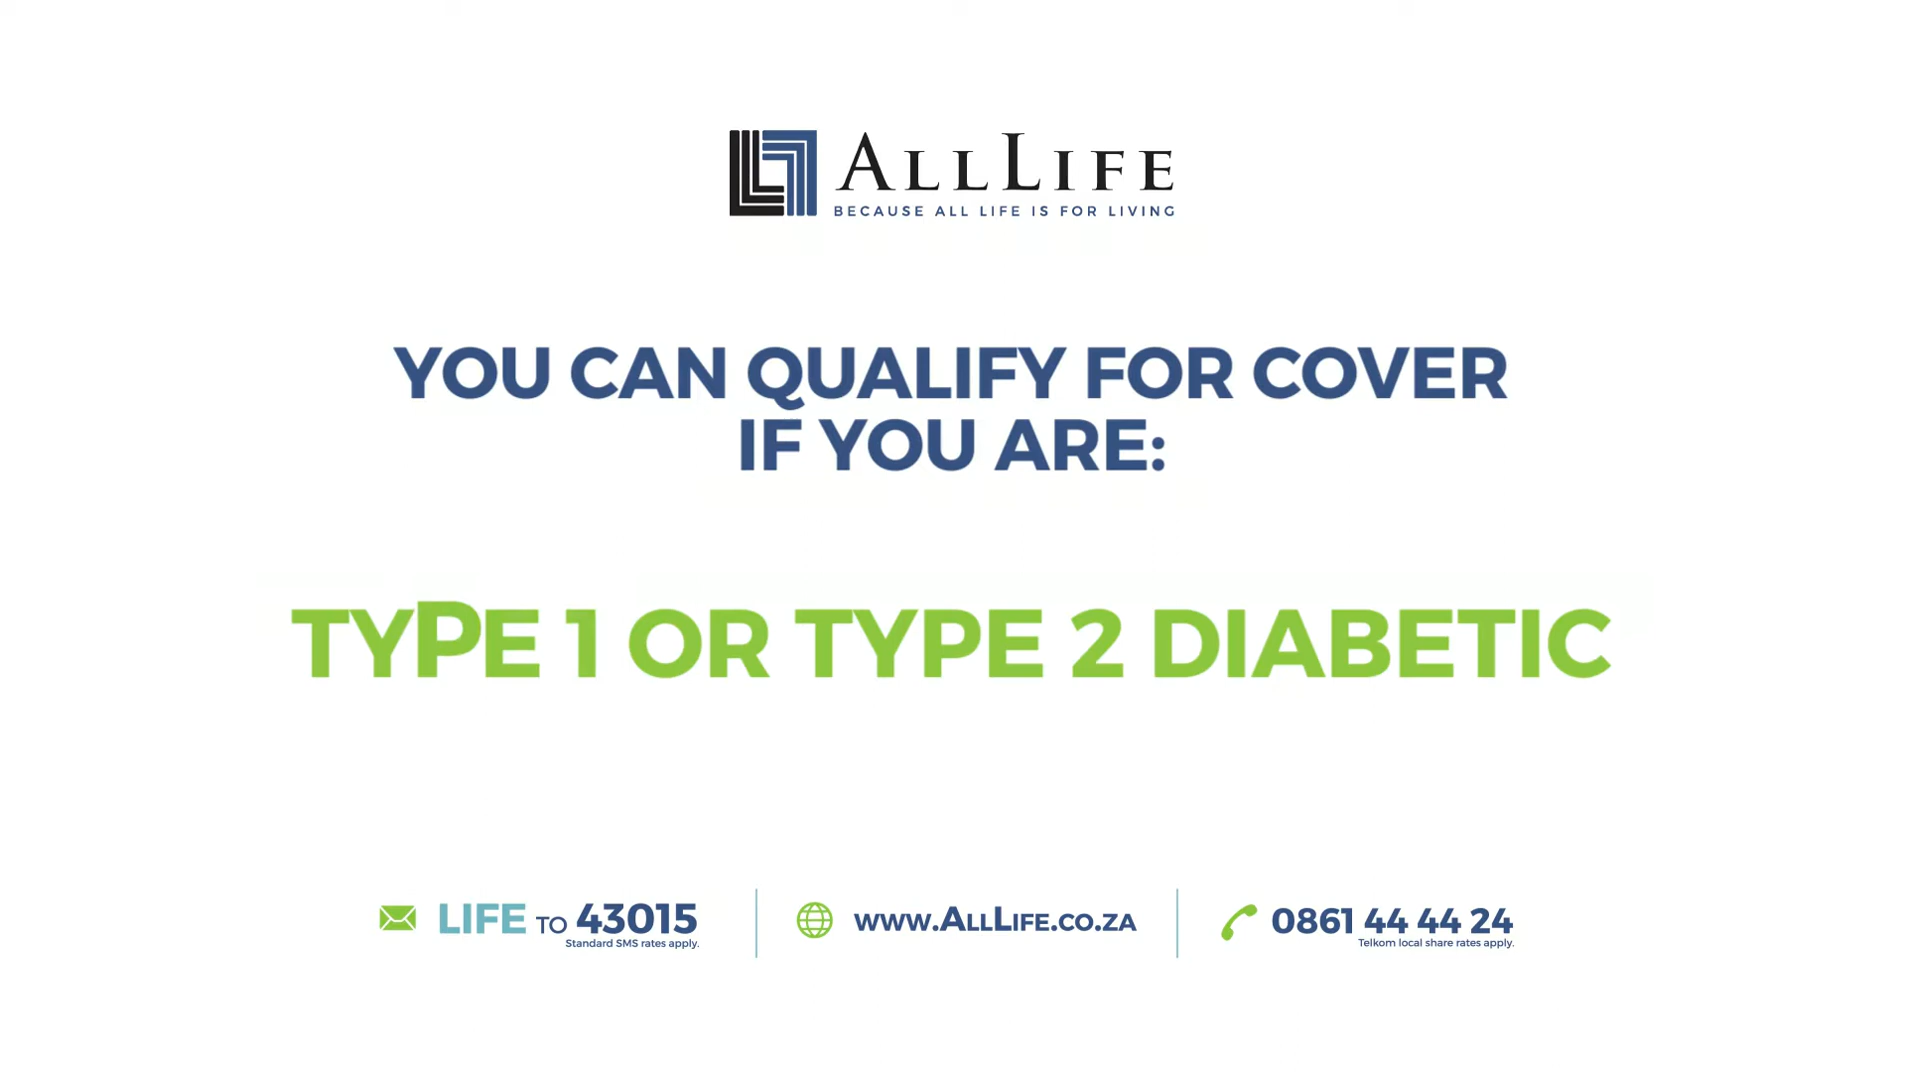 ALLLIFE
BECAUSE ALL LIFE IS FOR LIVING
YOU CAN QUALIFY FOR COVER
IF YOU ARE:
TYPE 1 OR TYPE 2 DIABETIC
LIFE TO 43015
Standard SMS rates apply.
WWW.ALLLIFE.CO.ZA
0861 44 44 24
Telkom local share rates apply.